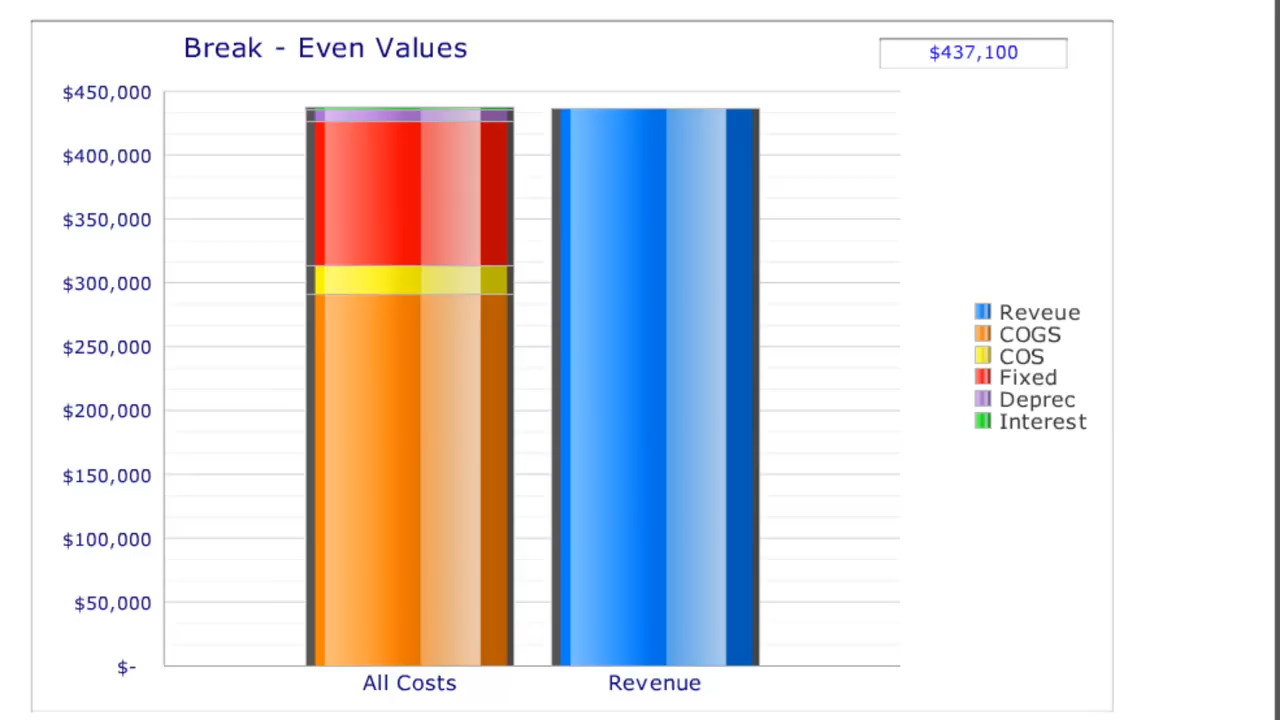 Break - Even Values
$437,100
$450,000
$400,000
$350,000
$300,000
$250,000
$200,000
$150,000
$100,000
$50,000
$-
All Costs
Revenue
Reveue
COGS
COS
Fixed
Deprec
Interest